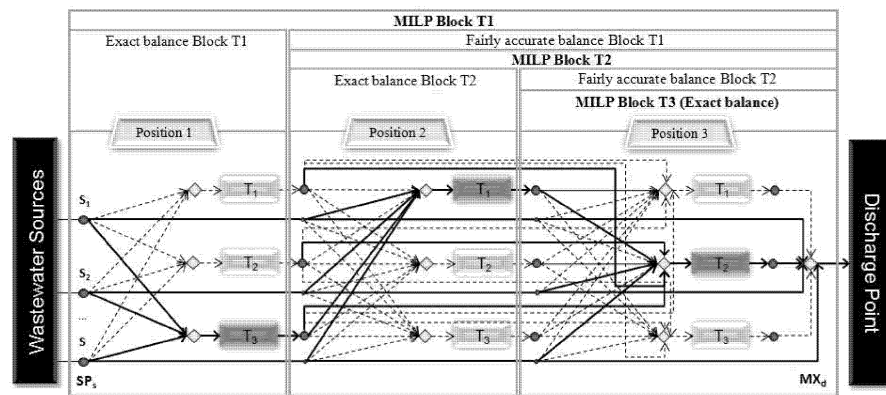 MILP Block T1
Exact balance Block T1
Fairly accurate balance Block T1
MILP Block T2
Exact balance Block T2
Fairly accurate balance Block T2
MILP Block T3 (Exact balance)
Position 1
Position 2
Position 3
Wastewater Sources
Discharge Point
S1
S2
...
S
SPs
T1
T2
T3
T1
T2
T3
T1
T2
T3
MXd